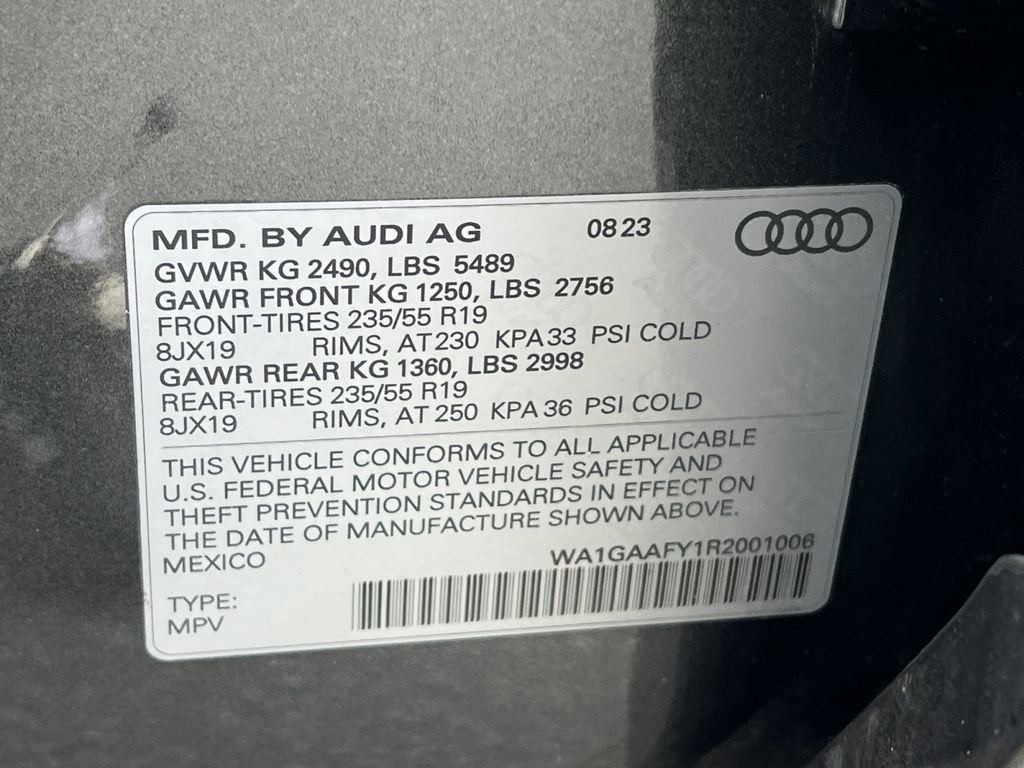 MFD. BY AUDI AG 08 23
GVWR KG 2490, LBS 5489
GAWR FRONT KG 1250, LBS 2756
FRONT-TIRES 235/55 R19
8JX19 RIMS, AT 230 KPA 33 PSI COLD
GAWR REAR KG 1360, LBS 2998
REAR-TIRES 235/55 R19
8JX19 RIMS, AT 250 KPA 36 PSI COLD
THIS VEHICLE CONFORMS TO ALL APPLICABLE
U.S. FEDERAL MOTOR VEHICLE SAFETY AND
THEFT PREVENTION STANDARDS IN EFFECT ON
THE DATE OF MANUFACTURE SHOWN ABOVE.
MEXICO WA1GAAFY1R2001006
TYPE:
MPV